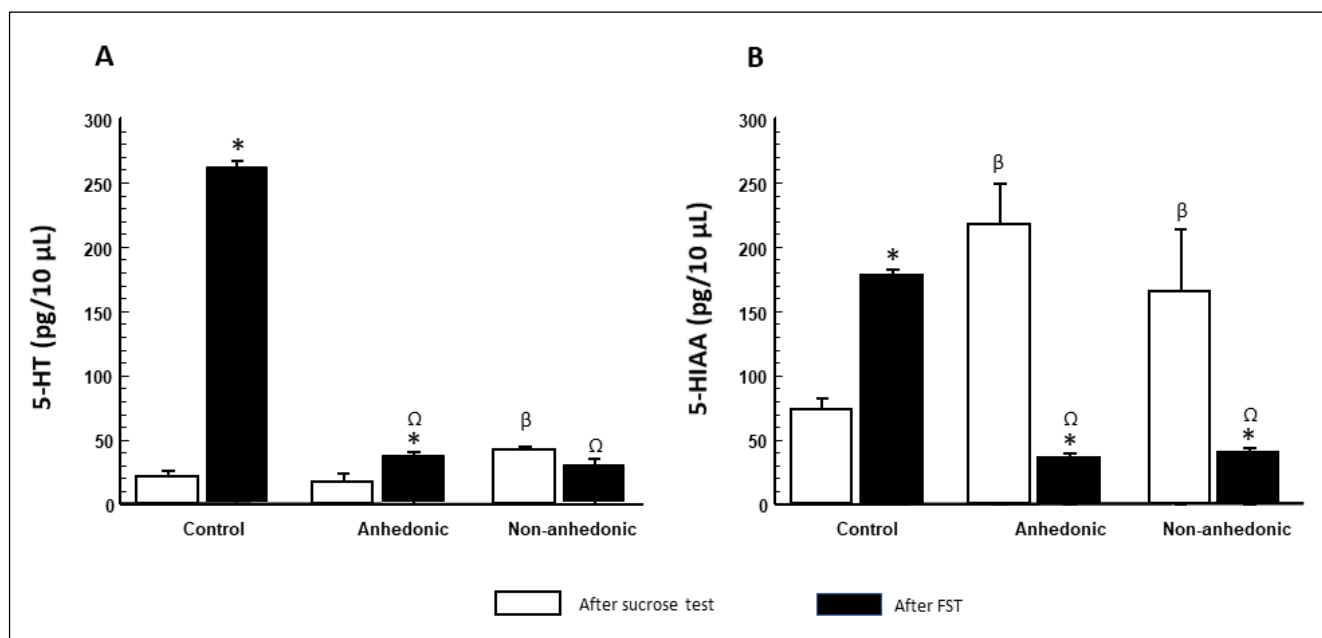 A
5-HT (pg/10 µL)
300
250
200
150
100
50
0
*
Ω
*
β
Ω
Control Anhedonic Non-anhedonic
B
5-HIAA (pg/10 µL)
300
250
200
150
100
50
0
*
β
Ω
*
β
Ω
*
Control Anhedonic Non-anhedonic
After sucrose test After FST